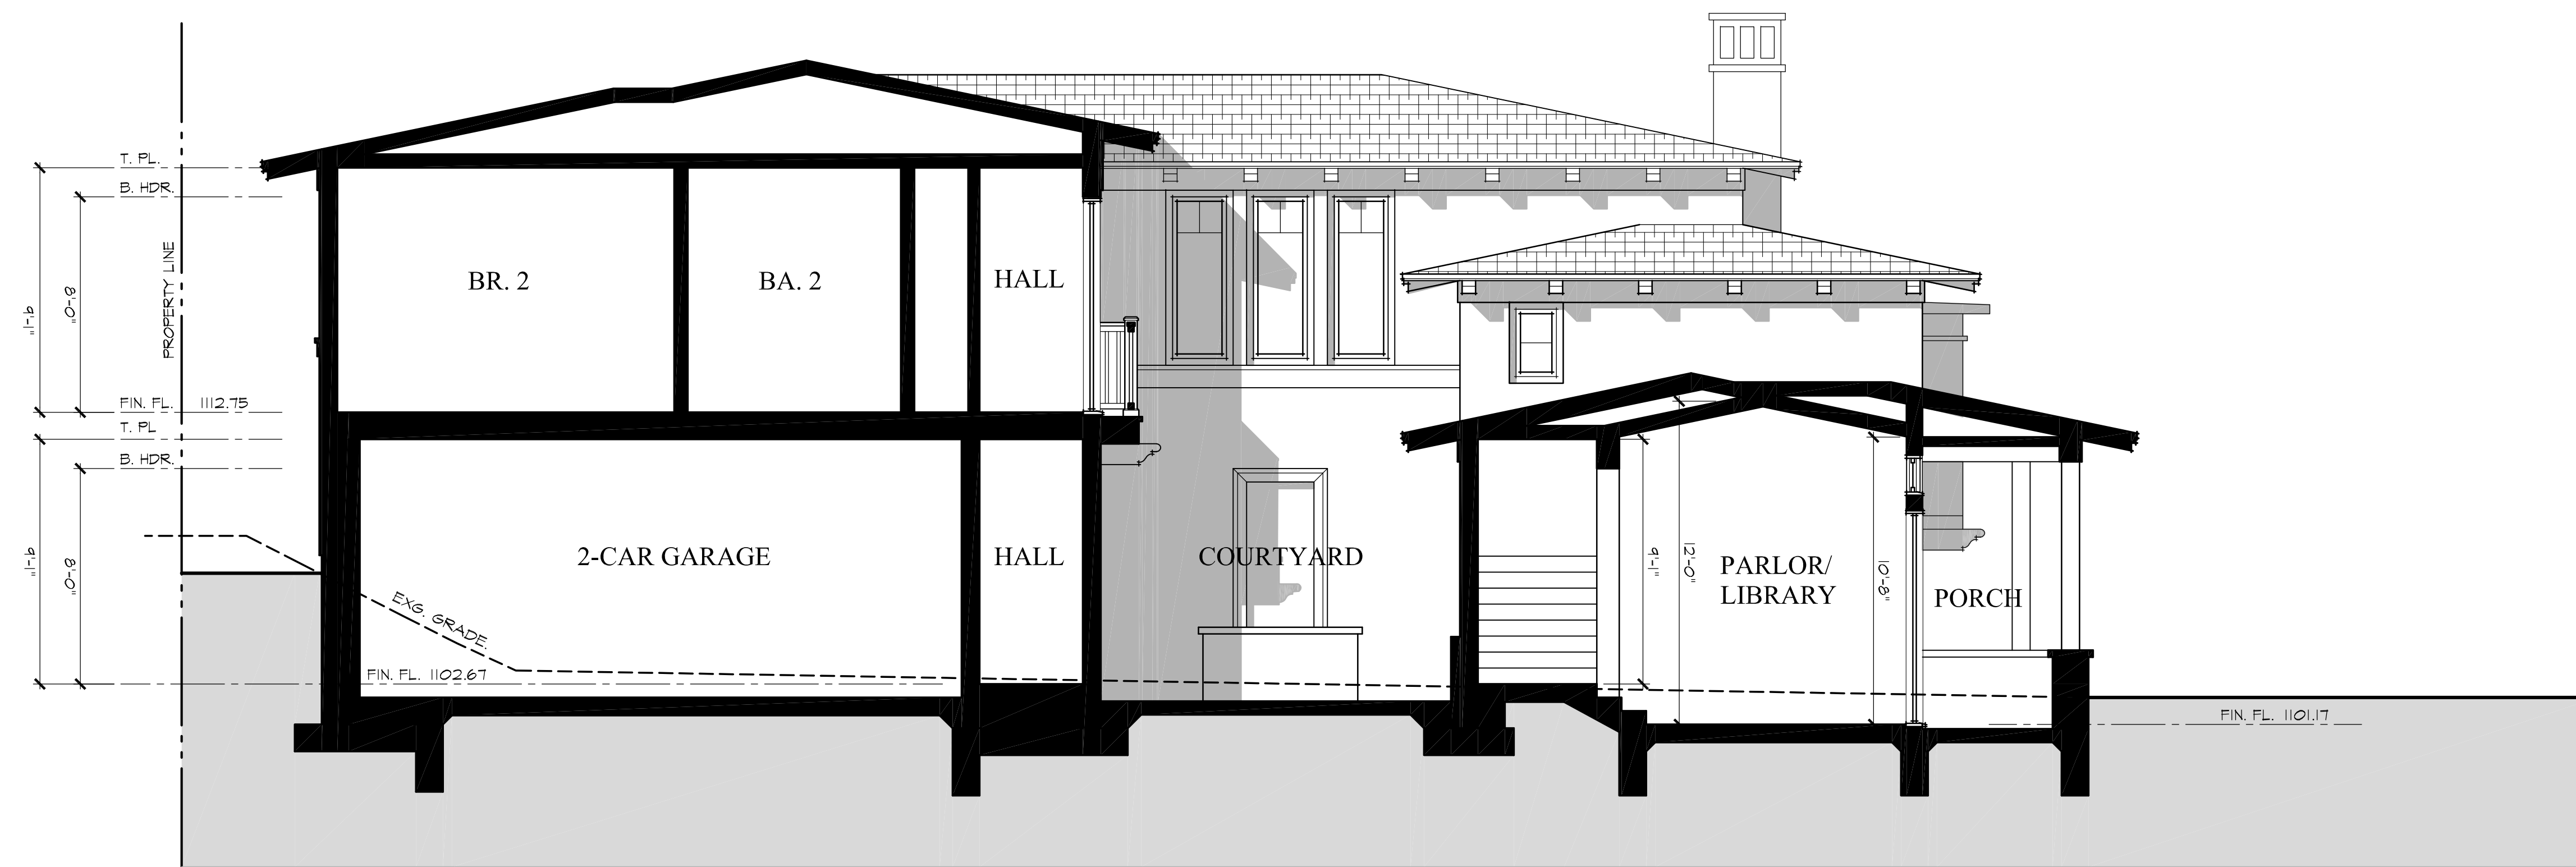 T. PL.
B. HDR.
PROPERTY LINE
9'-1"
8'-0"
BR. 2
BA. 2
HALL
FIN. FL. 1112.75
T. PL
B. HDR.
9'-1"
8'-0"
2-CAR GARAGE
HALL
COURTYARD
9'-1"
12'-0"
PARLOR/
LIBRARY
10'-8"
PORCH
EXG. GRADE.
FIN. FL. 1102.67
FIN. FL. 1101.17